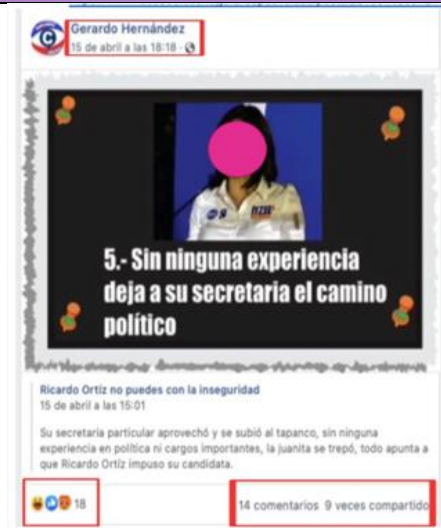 Gerardo Hernández
15 de abril a las 18:18 ·
5.- Sin ninguna experiencia
deja a su secretaria el camino
político
Ricardo Ortíz no puedes con la inseguridad
15 de abril a las 15:01
Su secretaria particular aprovechó y se subió al tapanco, sin ninguna
experiencia en política ni cargos importantes, la juanita se trepó, todo apunta a
que Ricardo Ortíz impuso su candidata.
18
14 comentarios 9 veces compartido